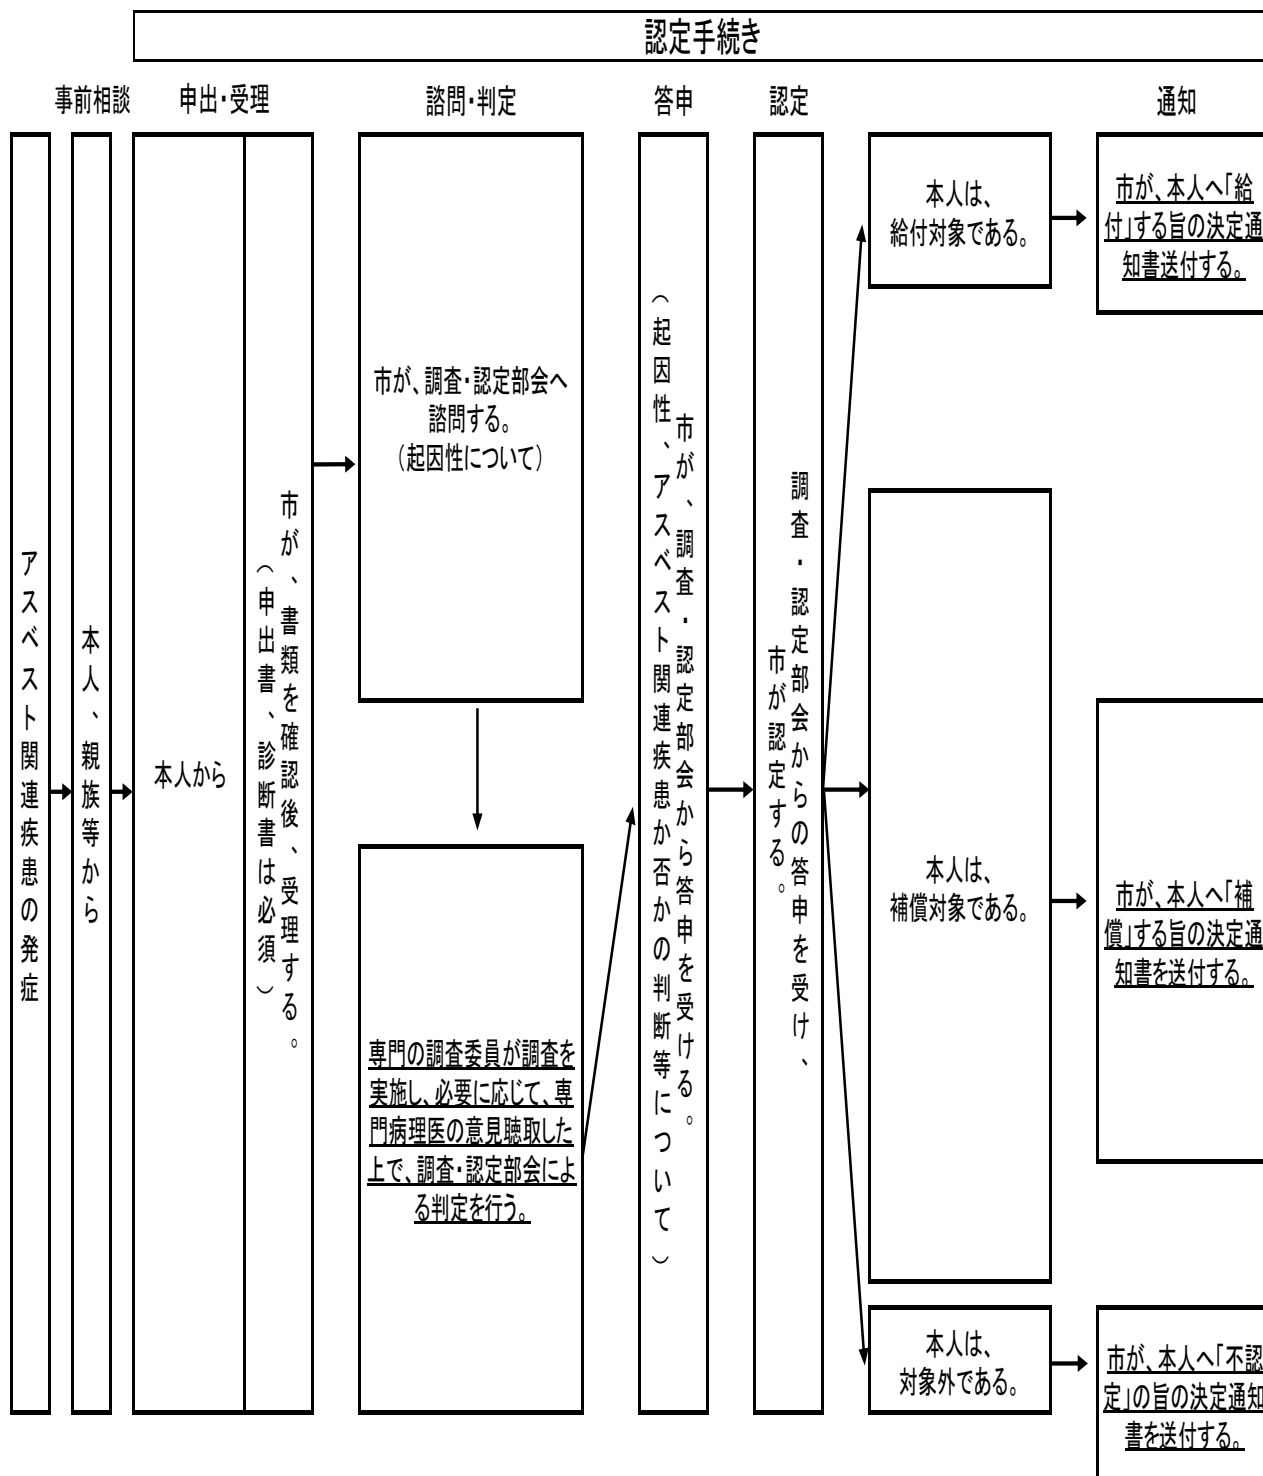 認定手続き
事前相談
申出・受理
諮問・判定
答申
認定
通知
アスベスト関連疾患の発症
本人、親族等から
本人から
市が、書類を確認後、受理する。
（申出書、診断書は必須）
市が、調査・認定部会へ
諮問する。
（起因性について）
専門の調査委員が調査を
実施し、必要に応じて、専
門病理医の意見聴取した
上で、調査・認定部会によ
る判定を行う。
市が、調査・認定部会から答申を受ける。
（起因性、アスベスト関連疾患か否かの判断等について）
調査・認定部会からの答申を受け、
市が認定する。
本人は、
給付対象である。
市が、本人へ「給
付」する旨の決定通
知書送付する。
本人は、
補償対象である。
市が、本人へ「補
償」する旨の決定通
知書を送付する。
本人は、
対象外である。
市が、本人へ「不認
定」の旨の決定通知
書を送付する。